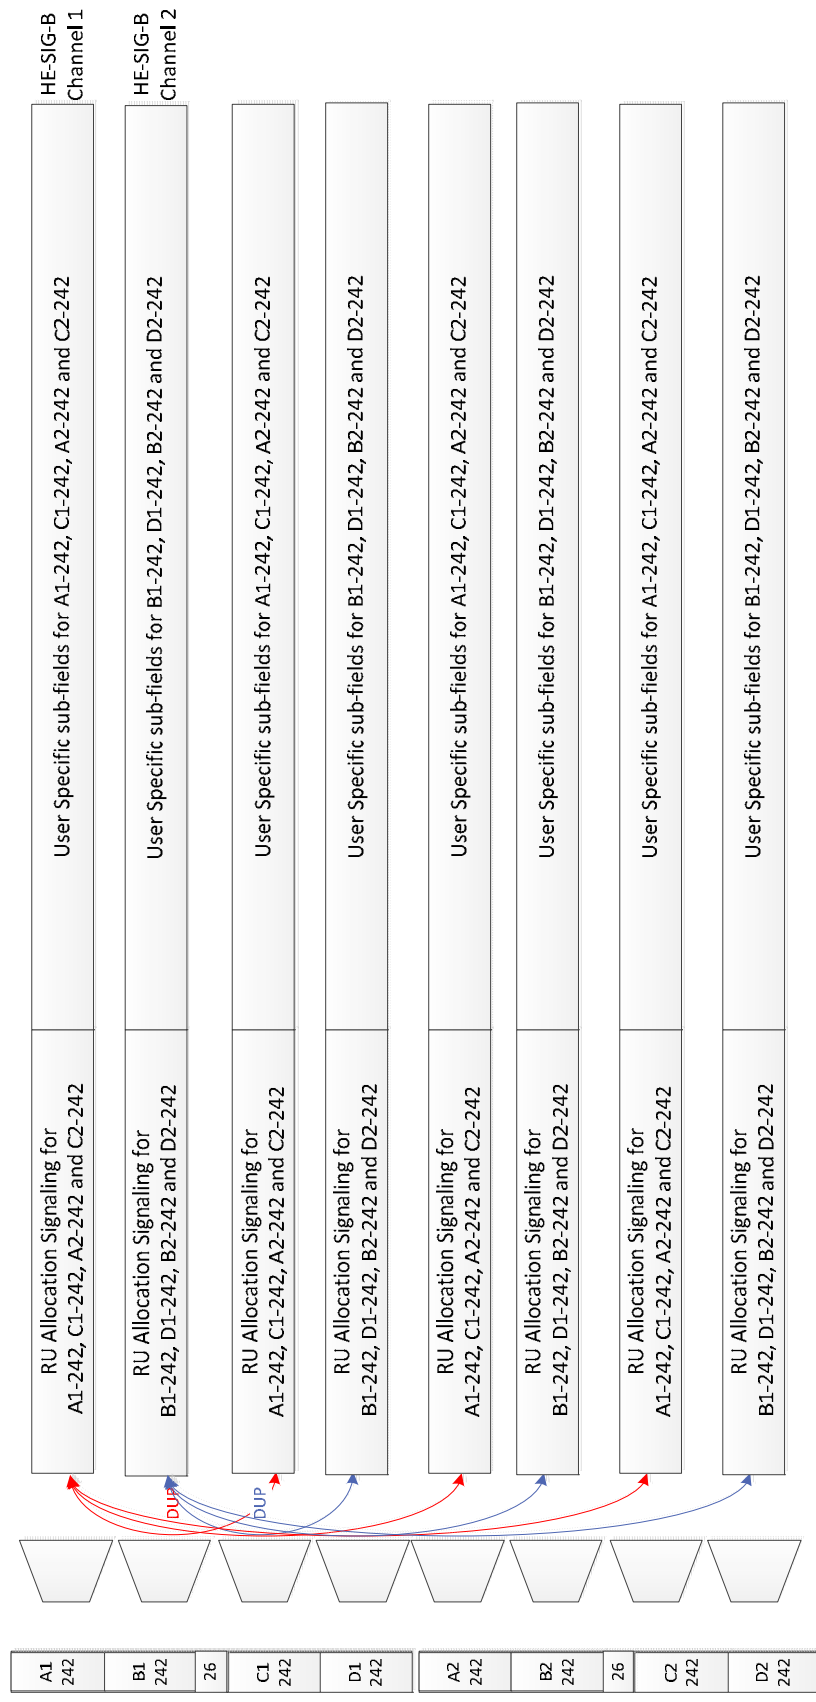 HE-SIG-B
Channel 1
HE-SIG-B
Channel 2
User Specific sub-fields for A1-242, C1-242, A2-242 and C2-242
User Specific sub-fields for B1-242, D1-242, B2-242 and D2-242
User Specific sub-fields for A1-242, C1-242, A2-242 and C2-242
User Specific sub-fields for B1-242, D1-242, B2-242 and D2-242
User Specific sub-fields for A1-242, C1-242, A2-242 and C2-242
User Specific sub-fields for B1-242, D1-242, B2-242 and D2-242
User Specific sub-fields for A1-242, C1-242, A2-242 and C2-242
User Specific sub-fields for B1-242, D1-242, B2-242 and D2-242
RU Allocation Signaling for
A1-242, C1-242, A2-242 and C2-242
RU Allocation Signaling for
B1-242, D1-242, B2-242 and D2-242
RU Allocation Signaling for
A1-242, C1-242, A2-242 and C2-242
RU Allocation Signaling for
B1-242, D1-242, B2-242 and D2-242
RU Allocation Signaling for
A1-242, C1-242, A2-242 and C2-242
RU Allocation Signaling for
B1-242, D1-242, B2-242 and D2-242
RU Allocation Signaling for
A1-242, C1-242, A2-242 and C2-242
RU Allocation Signaling for
B1-242, D1-242, B2-242 and D2-242
DUP
DUP
A1
242
B1
242
26
C1
242
D1
242
A2
242
B2
242
26
C2
242
D2
242